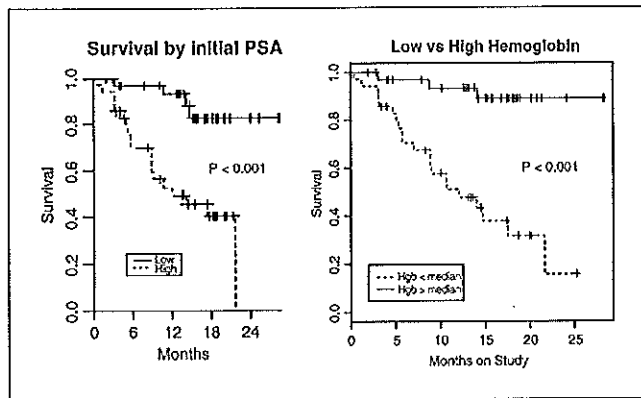 Survival by initial PSA
Survival
1.0
0.8
0.6
0.4
0.2
0.0
P < 0.001
Low
High
0 6 12 18 24
Months
Low vs High Hemoglobin
Survival
1.0
0.8
0.6
0.4
0.2
0.0
P < 0.001
Hgb < median
Hgb > median
0 5 10 15 20 25
Months on Study